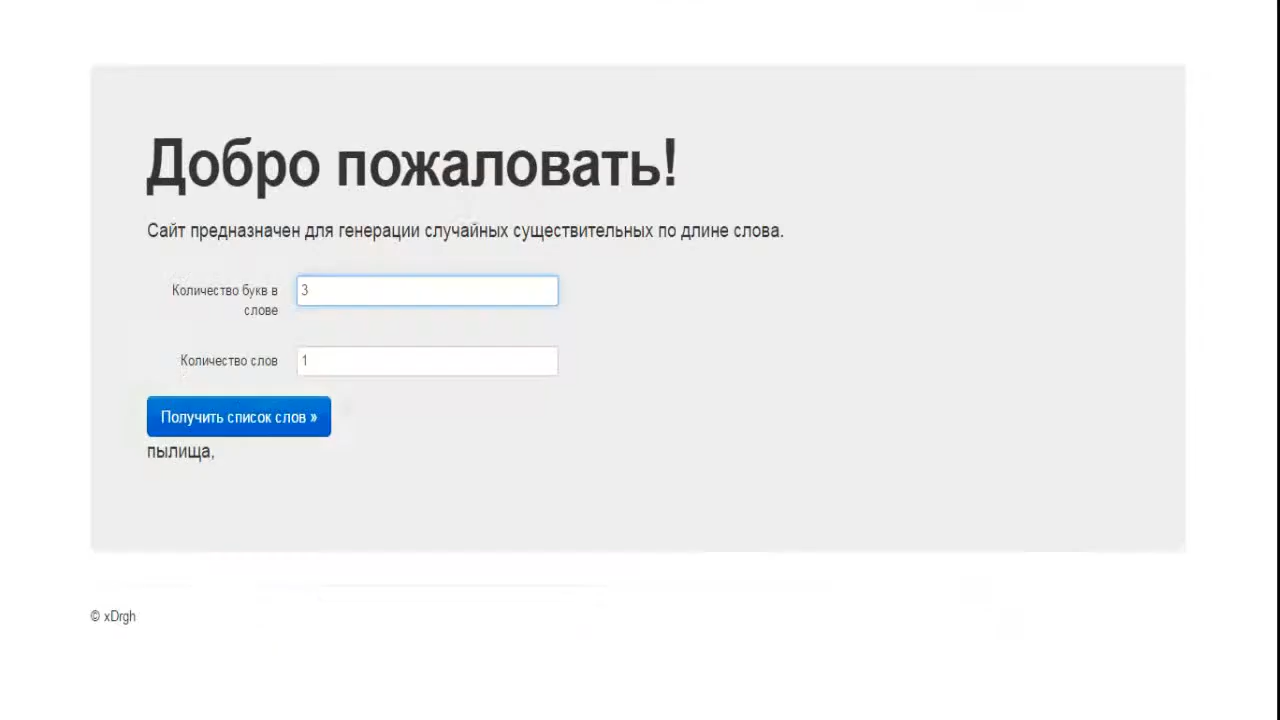 Добро пожаловать!
Сайт предназначен для генерации случайных существительных по длине слова.
Количество букв в
слове
3
Количество слов
1
Получить список слов »
пылища,
© xDrgh